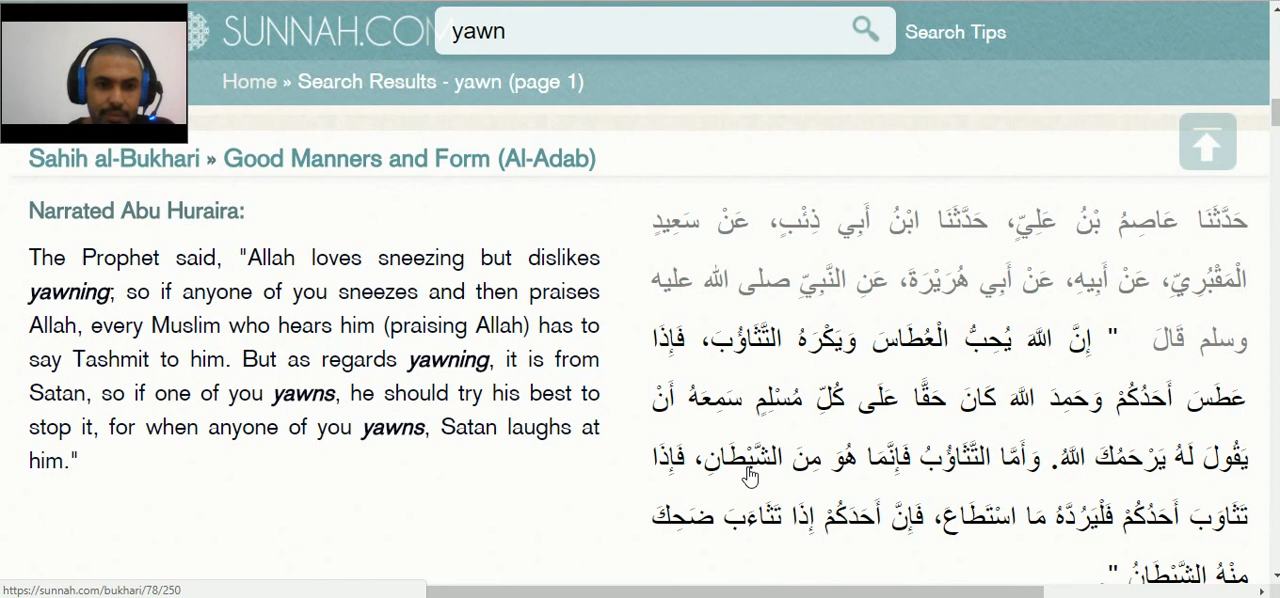 SUNNAH.COM
yawn
Search Tips
Home » Search Results - yawn (page 1)
Sahih al-Bukhari » Good Manners and Form (Al-Adab)
Narrated Abu Huraira:
The Prophet said, "Allah loves sneezing but dislikes
yawning; so if anyone of you sneezes and then praises
Allah, every Muslim who hears him (praising Allah) has to
say Tashmit to him. But as regards yawning, it is from
Satan, so if one of you yawns, he should try his best to
stop it, for when anyone of you yawns, Satan laughs at
him."
حَدَّثَنَا عَاصِمُ بْنُ عَلِيٍّ، حَدَّثَنَا ابْنُ أَبِي ذِئْبٍ، عَنْ سَعِيدٍ
الْمَقْبُرِيِّ، عَنْ أَبِيهِ، عَنْ أَبِي هُرَيْرَةَ، عَنِ النَّبِيِّ صلى الله عليه
وسلم قَالَ " إِنَّ اللَّهَ يُحِبُّ الْعُطَاسَ وَيَكْرَهُ التَّثَاؤُبَ، فَإِذَا
عَطَسَ أَحَدُكُمْ وَحَمِدَ اللَّهَ كَانَ حَقًّا عَلَى كُلِّ مُسْلِمٍ سَمِعَهُ أَنْ
يَقُولَ لَهُ يَرْحَمُكَ اللَّهُ. وَأَمَّا التَّثَاؤُبُ فَإِنَّمَا هُوَ مِنَ الشَّيْطَانِ، فَإِذَا
تَثَاوَبَ أَحَدُكُمْ فَلْيَرُدَّهُ مَا اسْتَطَاعَ، فَإِنَّ أَحَدَكُمْ إِذَا تَثَاءَبَ ضَحِكَ
مِنْهُ الشَّيْطَانُ ".
https://sunnah.com/bukhari/78/250